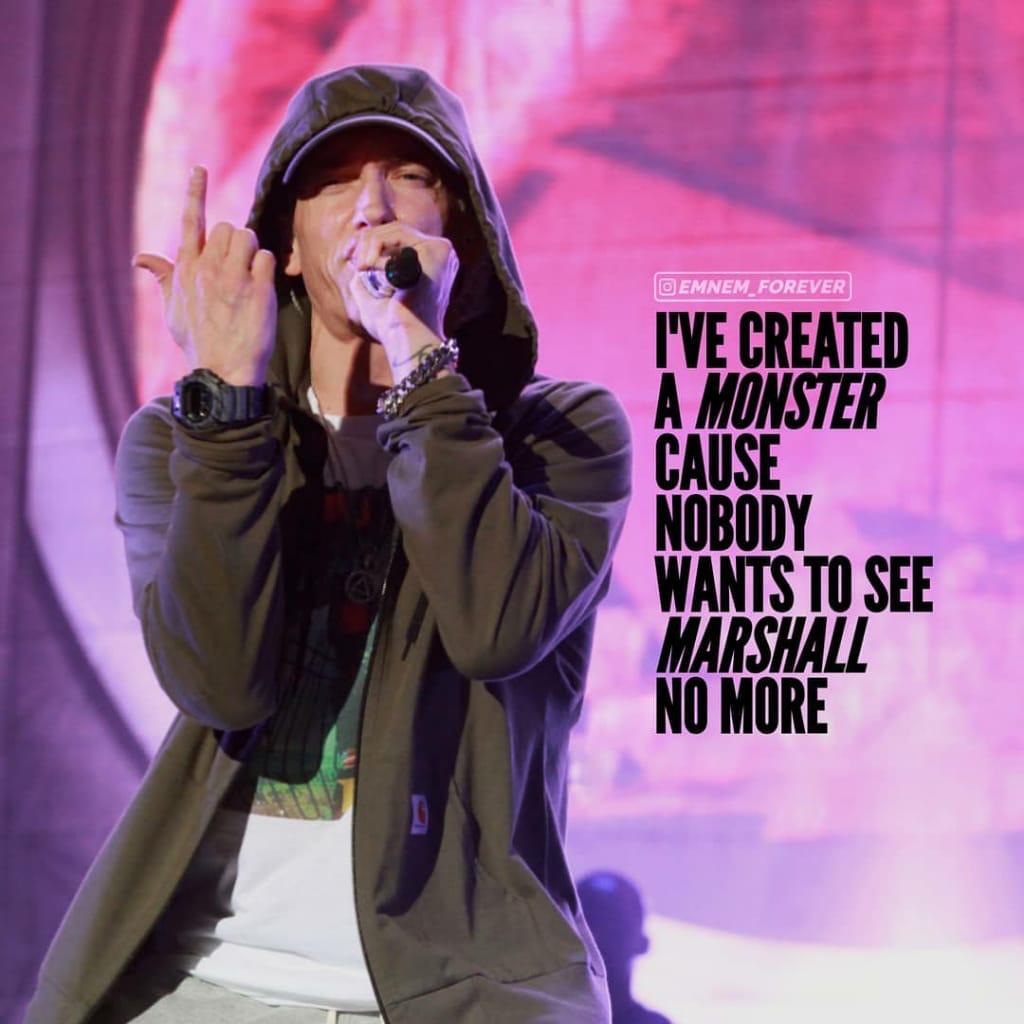 EMNEM_FOREVER
I'VE CREATED
A MONSTER
CAUSE
NOBODY
WANTS TO SEE
MARSHALL
NO MORE